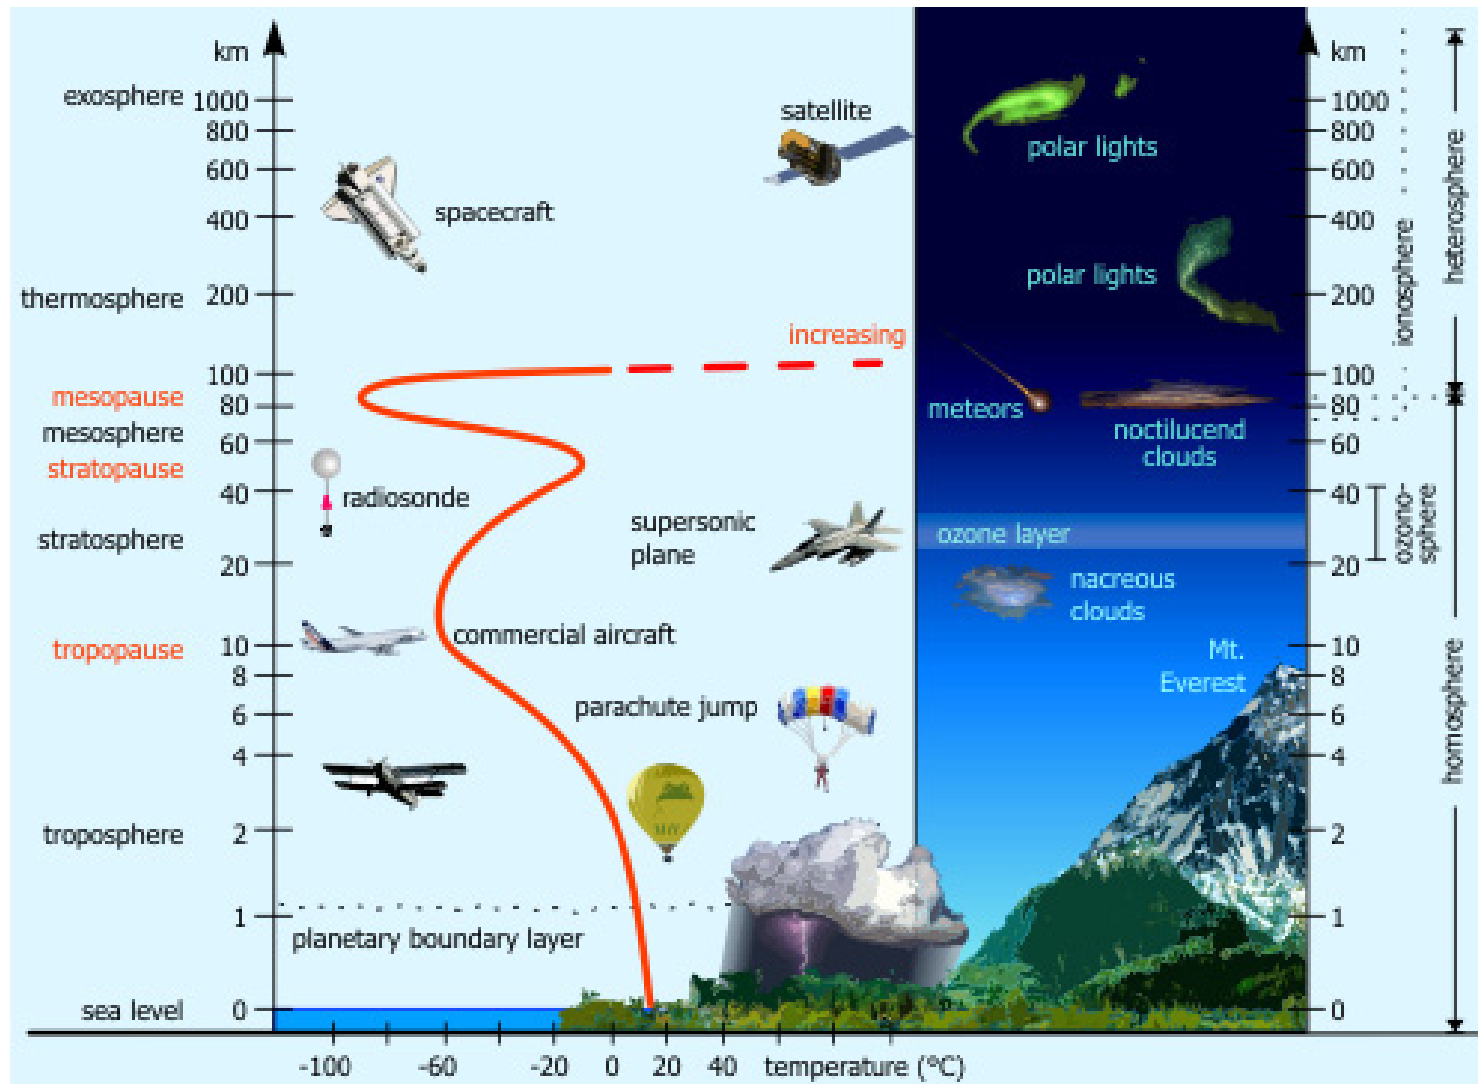 km
exosphere
1000
800
600
400
thermosphere
200
100
mesopause
80
mesosphere
60
stratopause
40
stratosphere
20
tropopause
10
8
6
4
troposphere
2
1
sea level
0
satellite
spacecraft
increasing
radiosonde
supersonic
plane
commercial aircraft
parachute jump
planetary boundary layer
-100
-60
-20
0
20
40
temperature (°C)
polar lights
polar lights
meteors
noctilucend
clouds
ozone layer
nacreous
clouds
Mt.
Everest
km
1000
800
600
400
200
100
80
60
40
20
10
8
6
4
2
1
0
ionosphere
ozono-
sphere
heterosphere
homosphere